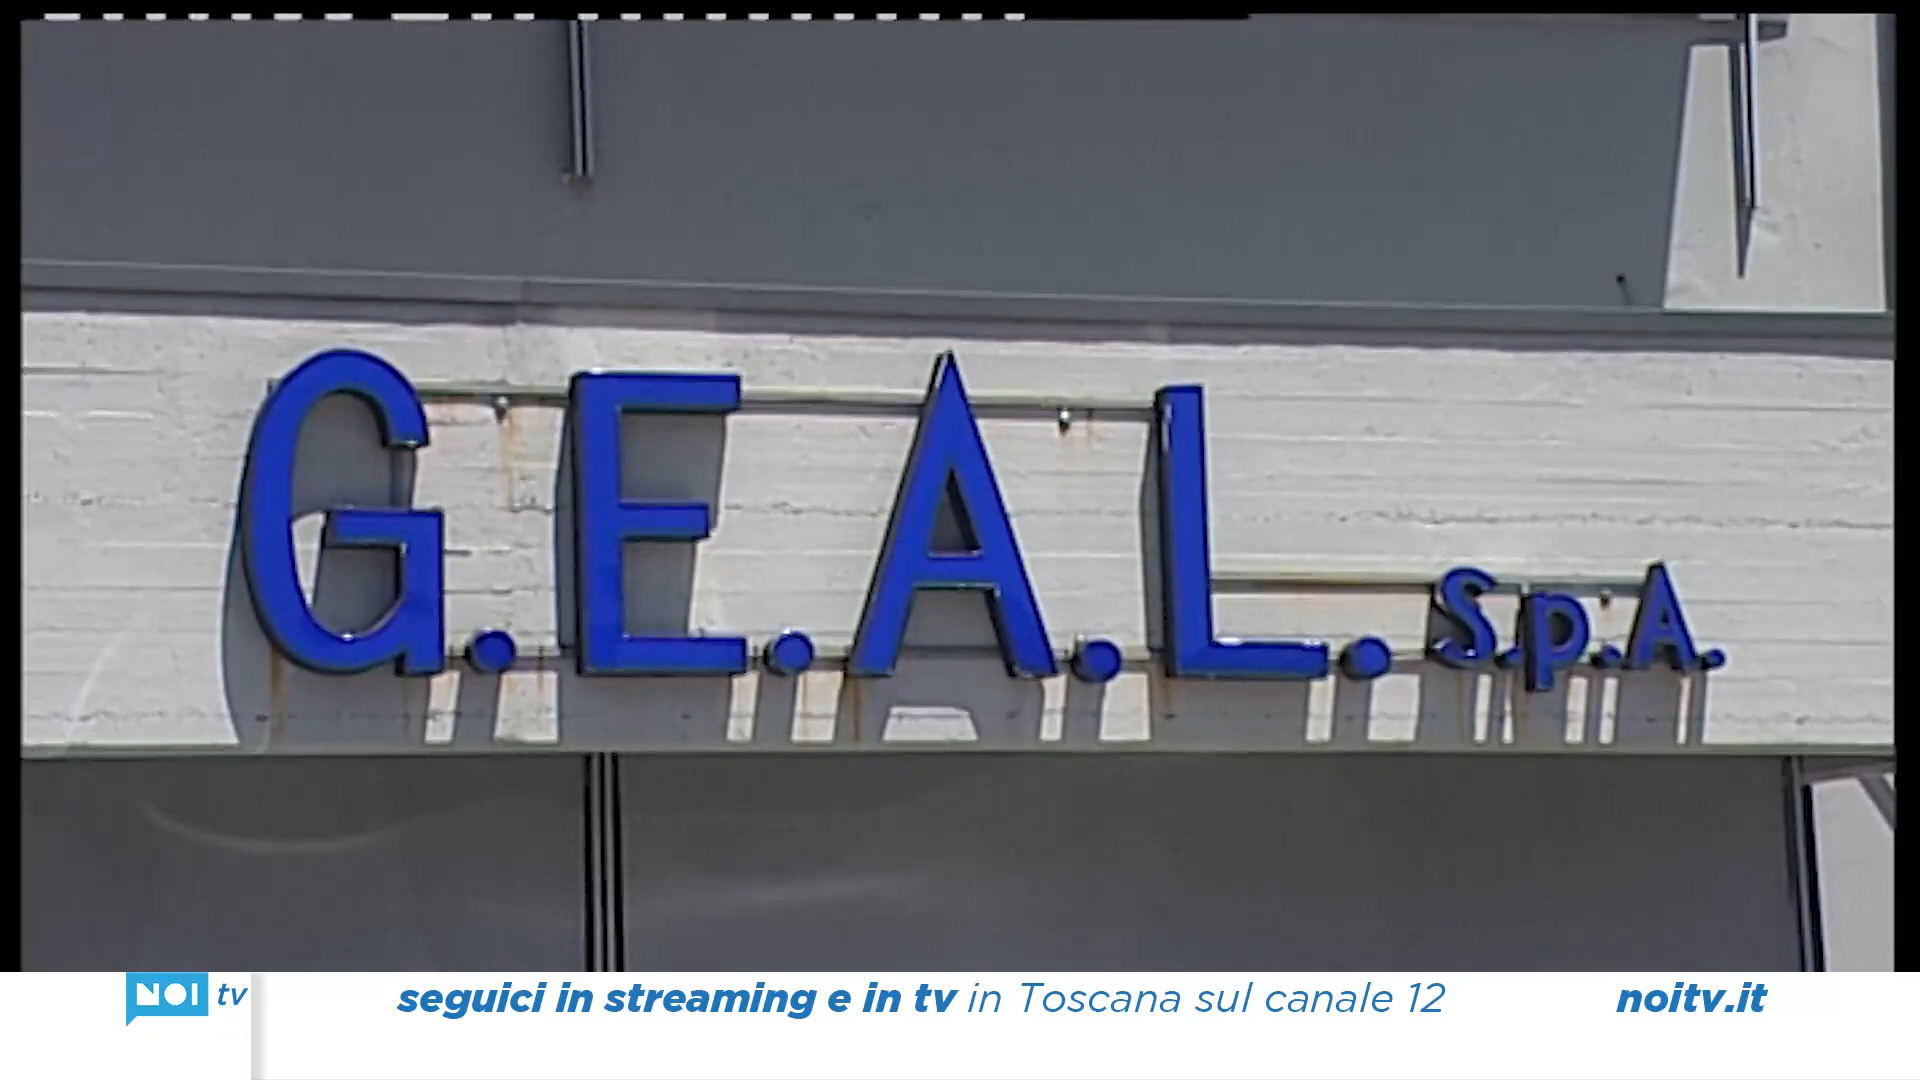 G.E.A.L. S.p.A.
NOI tv
seguici in streaming e in tv in Toscana sul canale 12
noitv.it